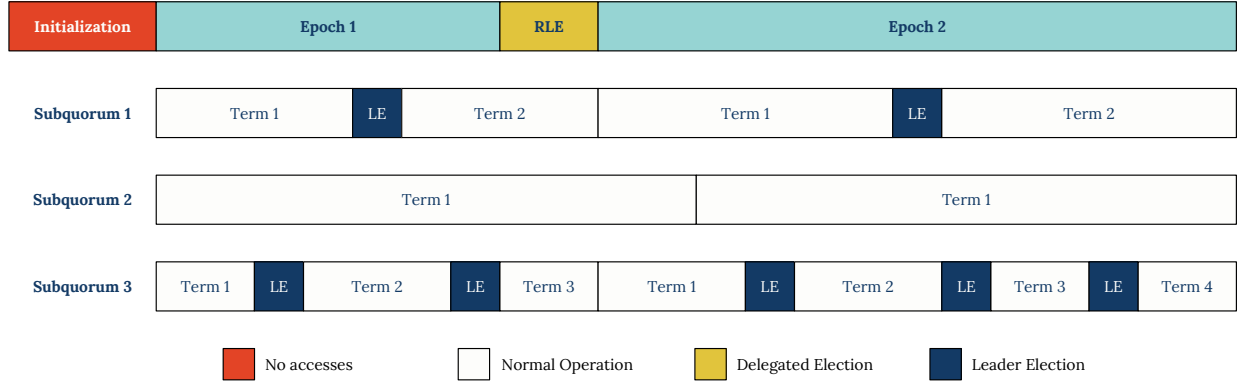 Initialization Epoch 1 RLE Epoch 2
Subquorum 1 Term 1 LE Term 2 Term 1 LE Term 2
Subquorum 2 Term 1 Term 1
Subquorum 3 Term 1 LE Term 2 LE Term 3 Term 1 LE Term 2 LE Term 3 LE Term 4
No accesses Normal Operation Delegated Election Leader Election